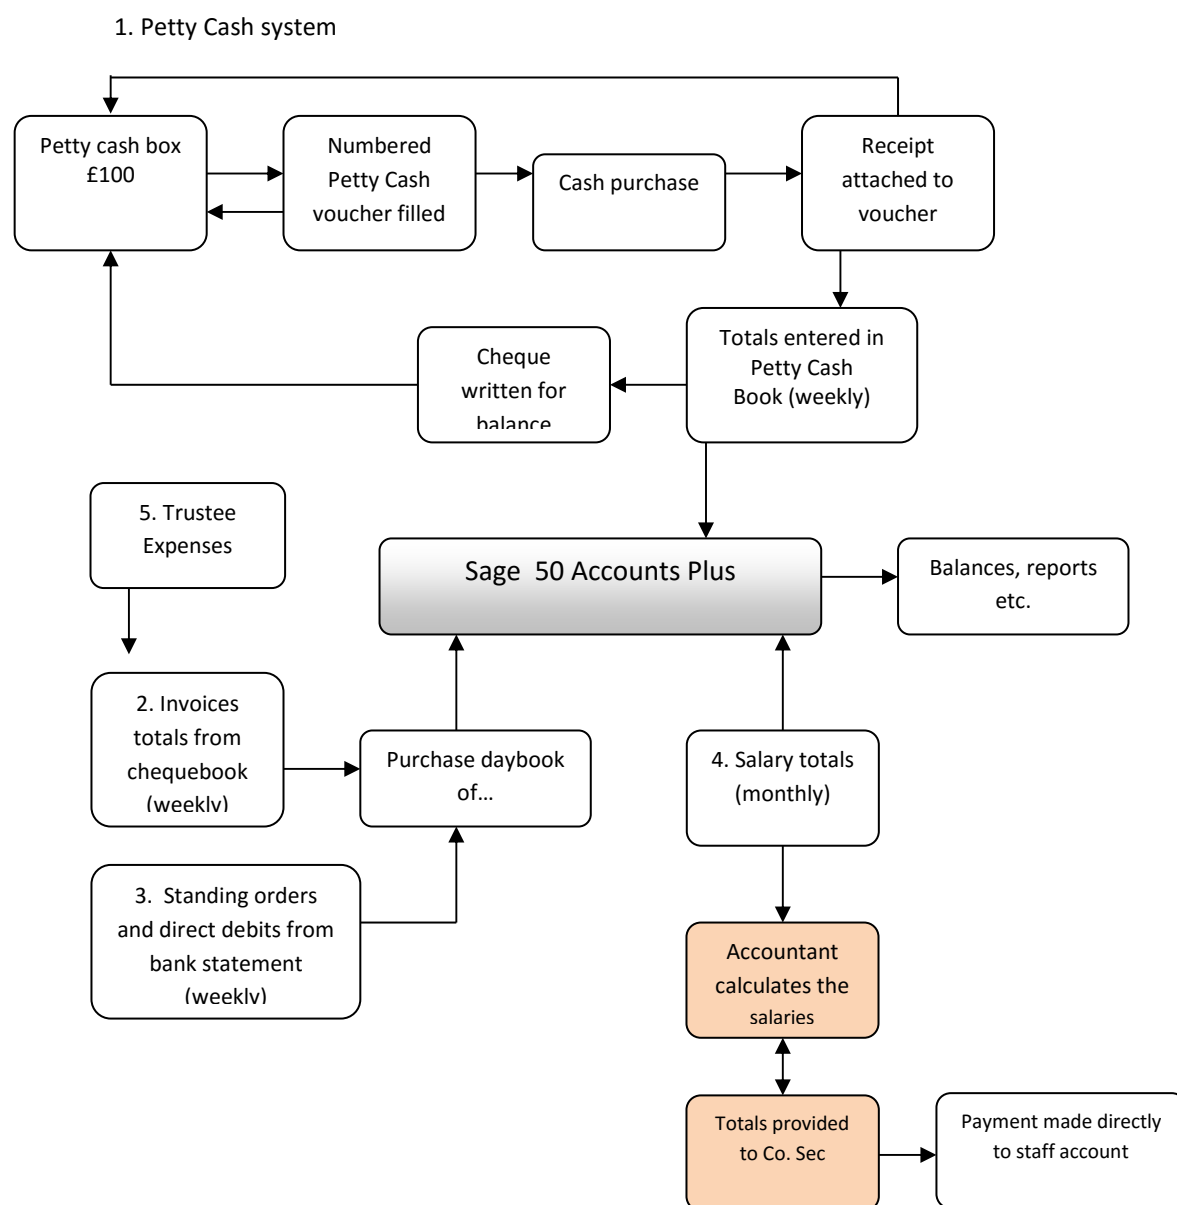 1. Petty Cash system
Petty cash box
£100
Numbered
Petty Cash
voucher filled
Cash purchase
Receipt
attached to
voucher
Cheque
written for
balance
Totals entered in
Petty Cash
Book (weekly)
5. Trustee
Expenses
Sage 50 Accounts Plus
Balances, reports
etc.
2. Invoices
totals from
chequebook
(weekly)
Purchase daybook
of…
4. Salary totals
(monthly)
3. Standing orders
and direct debits from
bank statement
(weekly)
Accountant
calculates the
salaries
Totals provided
to Co. Sec
Payment made directly
to staff account